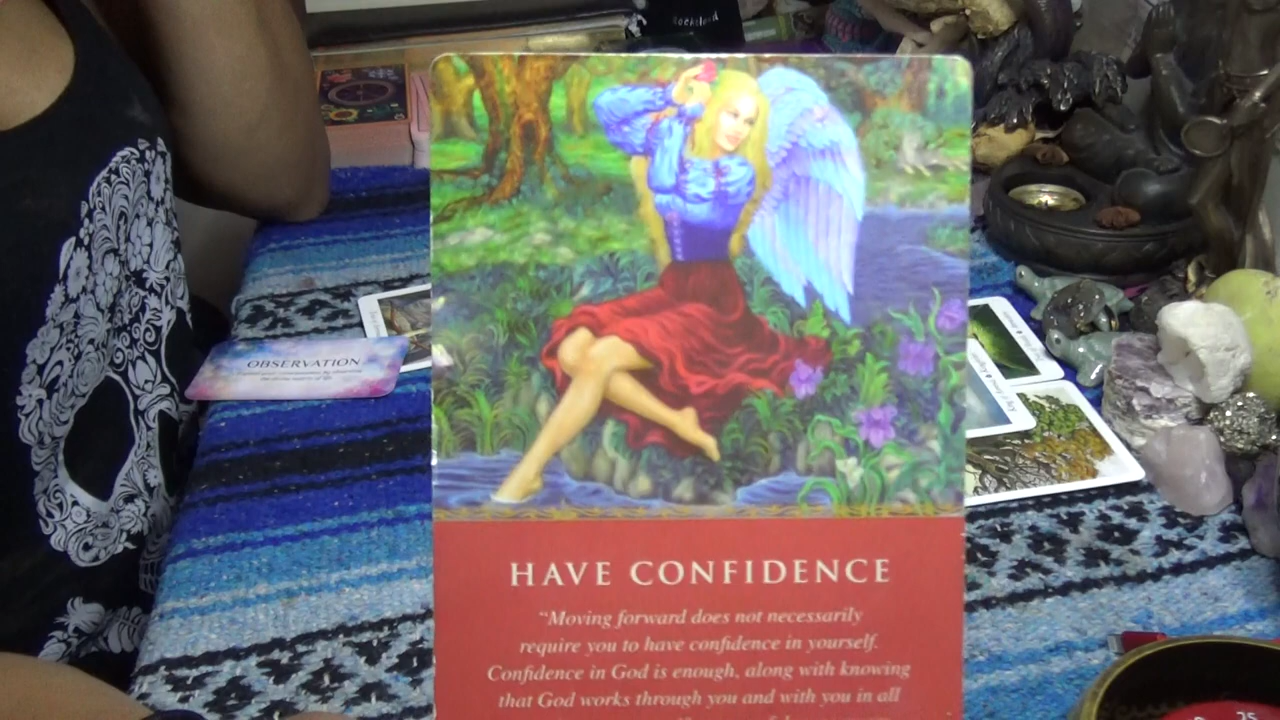 Rockslord
OBSERVATION
HAVE CONFIDENCE
“Moving forward does not necessarily
require you to have confidence in yourself.
Confidence in God is enough, along with knowing
that God works through you and with you in all